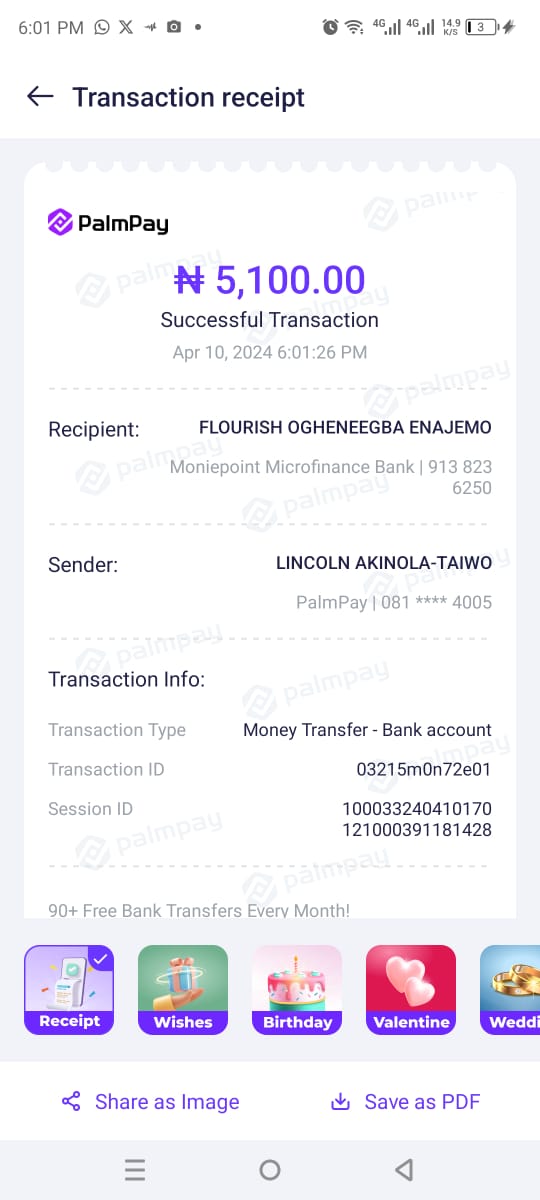 6:01 PM
4G 4G 14.9 K/S 3
Transaction receipt
PalmPay
₦ 5,100.00
Successful Transaction
Apr 10, 2024 6:01:26 PM
Recipient: FLOURISH OGHENEEGBA ENAJEMO
Moniepoint Microfinance Bank | 913 823
6250
Sender: LINCOLN AKINOLA-TAIWO
PalmPay | 081 **** 4005
Transaction Info:
Transaction Type Money Transfer - Bank account
Transaction ID 03215m0n72e01
Session ID 100033240410170
121000391181428
90+ Free Bank Transfers Every Month!
Receipt Wishes Birthday Valentine Weddi
Share as Image Save as PDF